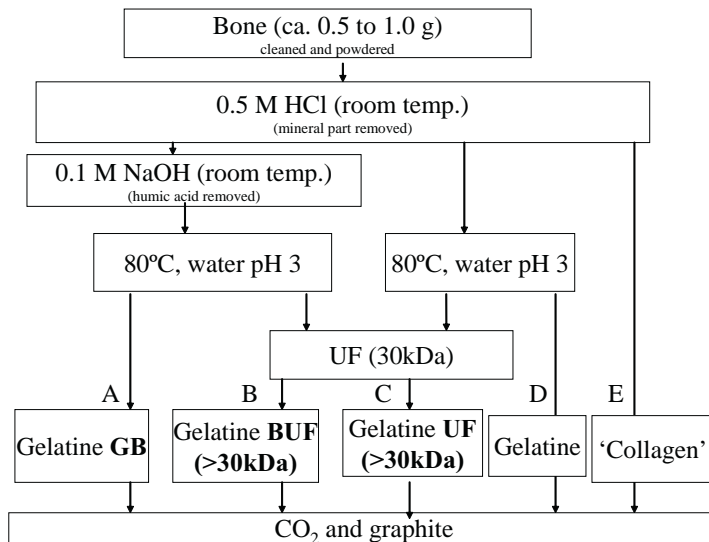 Bone (ca. 0.5 to 1.0 g)
cleaned and powdered
0.5 M HCl (room temp.)
(mineral part removed)
0.1 M NaOH (room temp.)
(humic acid removed)
80ºC, water pH 3
80ºC, water pH 3
UF (30kDa)
A
B
C
D
E
Gelatine GB
Gelatine BUF
(>30kDa)
Gelatine UF
(>30kDa)
Gelatine
‘Collagen’
CO₂ and graphite